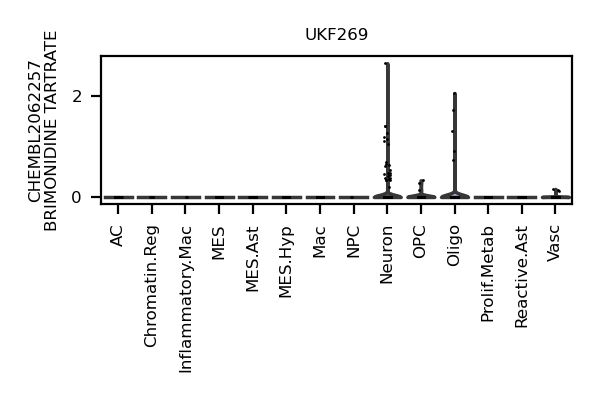 UKF269
CHEMBL2062257
BRIMONIDINE TARTRATE
2
0
AC
Chromatin.Reg
Inflammatory.Mac
MES
MES.Ast
MES.Hyp
Mac
NPC
Neuron
OPC
Oligo
Prolif.Metab
Reactive.Ast
Vasc